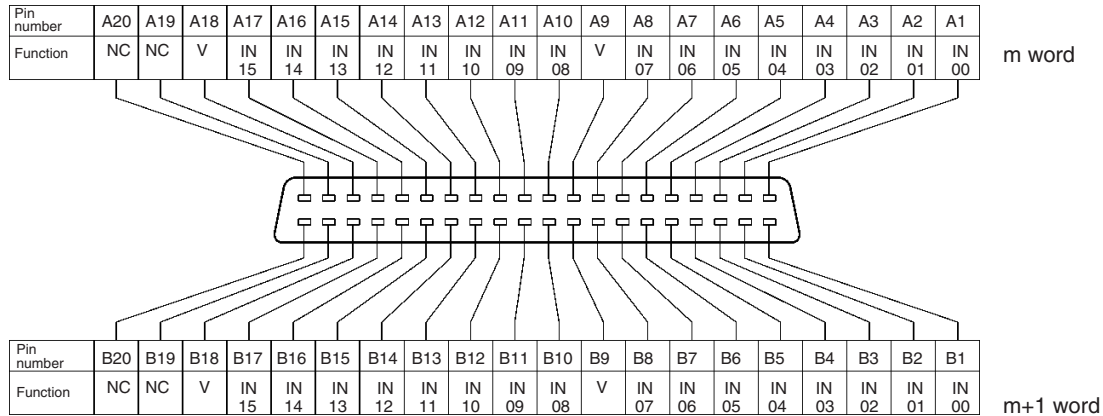 Pin number A20 A19 A18 A17 A16 A15 A14 A13 A12 A11 A10 A9 A8 A7 A6 A5 A4 A3 A2 A1
Function NC NC V IN 15 IN 14 IN 13 IN 12 IN 11 IN 10 IN 09 IN 08 V IN 07 IN 06 IN 05 IN 04 IN 03 IN 02 IN 01 IN 00
m word
Pin number B20 B19 B18 B17 B16 B15 B14 B13 B12 B11 B10 B9 B8 B7 B6 B5 B4 B3 B2 B1
Function NC NC V IN 15 IN 14 IN 13 IN 12 IN 11 IN 10 IN 09 IN 08 V IN 07 IN 06 IN 05 IN 04 IN 03 IN 02 IN 01 IN 00
m+1 word